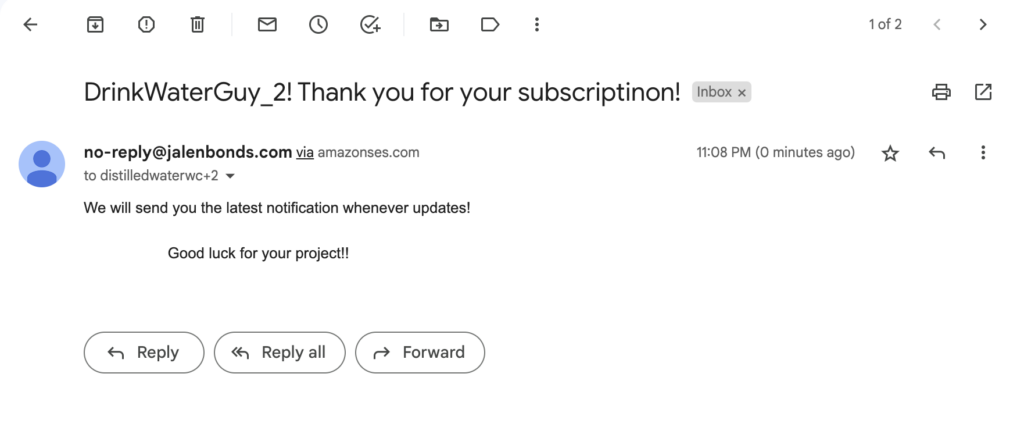 1 of 2
DrinkWaterGuy_2! Thank you for your subscriptinon! Inbox x
no-reply@jalenbonds.com via amazonses.com 11:08 PM (0 minutes ago)
to distilledwaterwc+2
We will send you the latest notification whenever updates!
Good luck for your project!!
Reply Reply all Forward